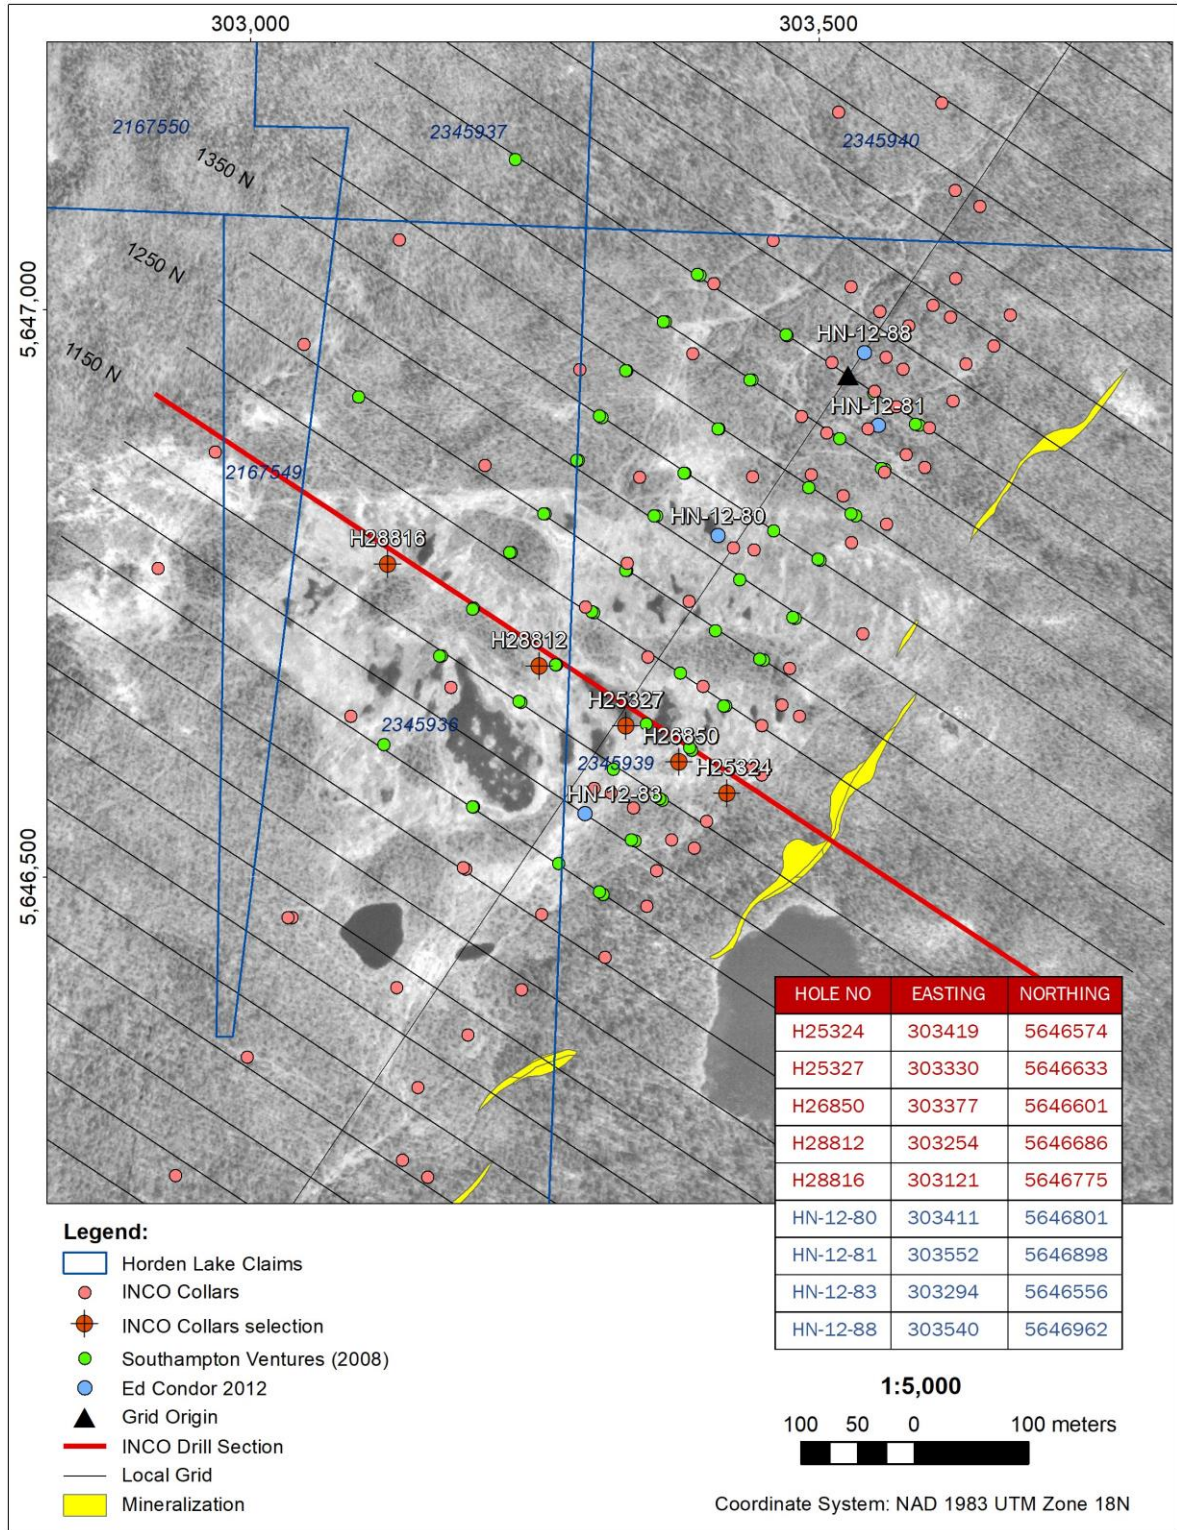 303,000 303,500
2167550 2345937 2345940
1350 N
1250 N
5,647,000
HN-12-88
1150 N
HN-12-81
2167549
HN-12-80
H28816
H28812
H25327
2345936
H26850
2345939
H25324
HN-12-83
5,646,500
HOLE NO EASTING NORTHING
H25324 303419 5646574
H25327 303330 5646633
H26850 303377 5646601
H28812 303254 5646686
H28816 303121 5646775
HN-12-80 303411 5646801
HN-12-81 303552 5646898
HN-12-83 303294 5646556
HN-12-88 303540 5646962
Legend:
Horden Lake Claims
INCO Collars
INCO Collars selection
Southampton Ventures (2008)
Ed Condor 2012
Grid Origin
INCO Drill Section
Local Grid
Mineralization
1:5,000
100 50 0 100 meters
Coordinate System: NAD 1983 UTM Zone 18N